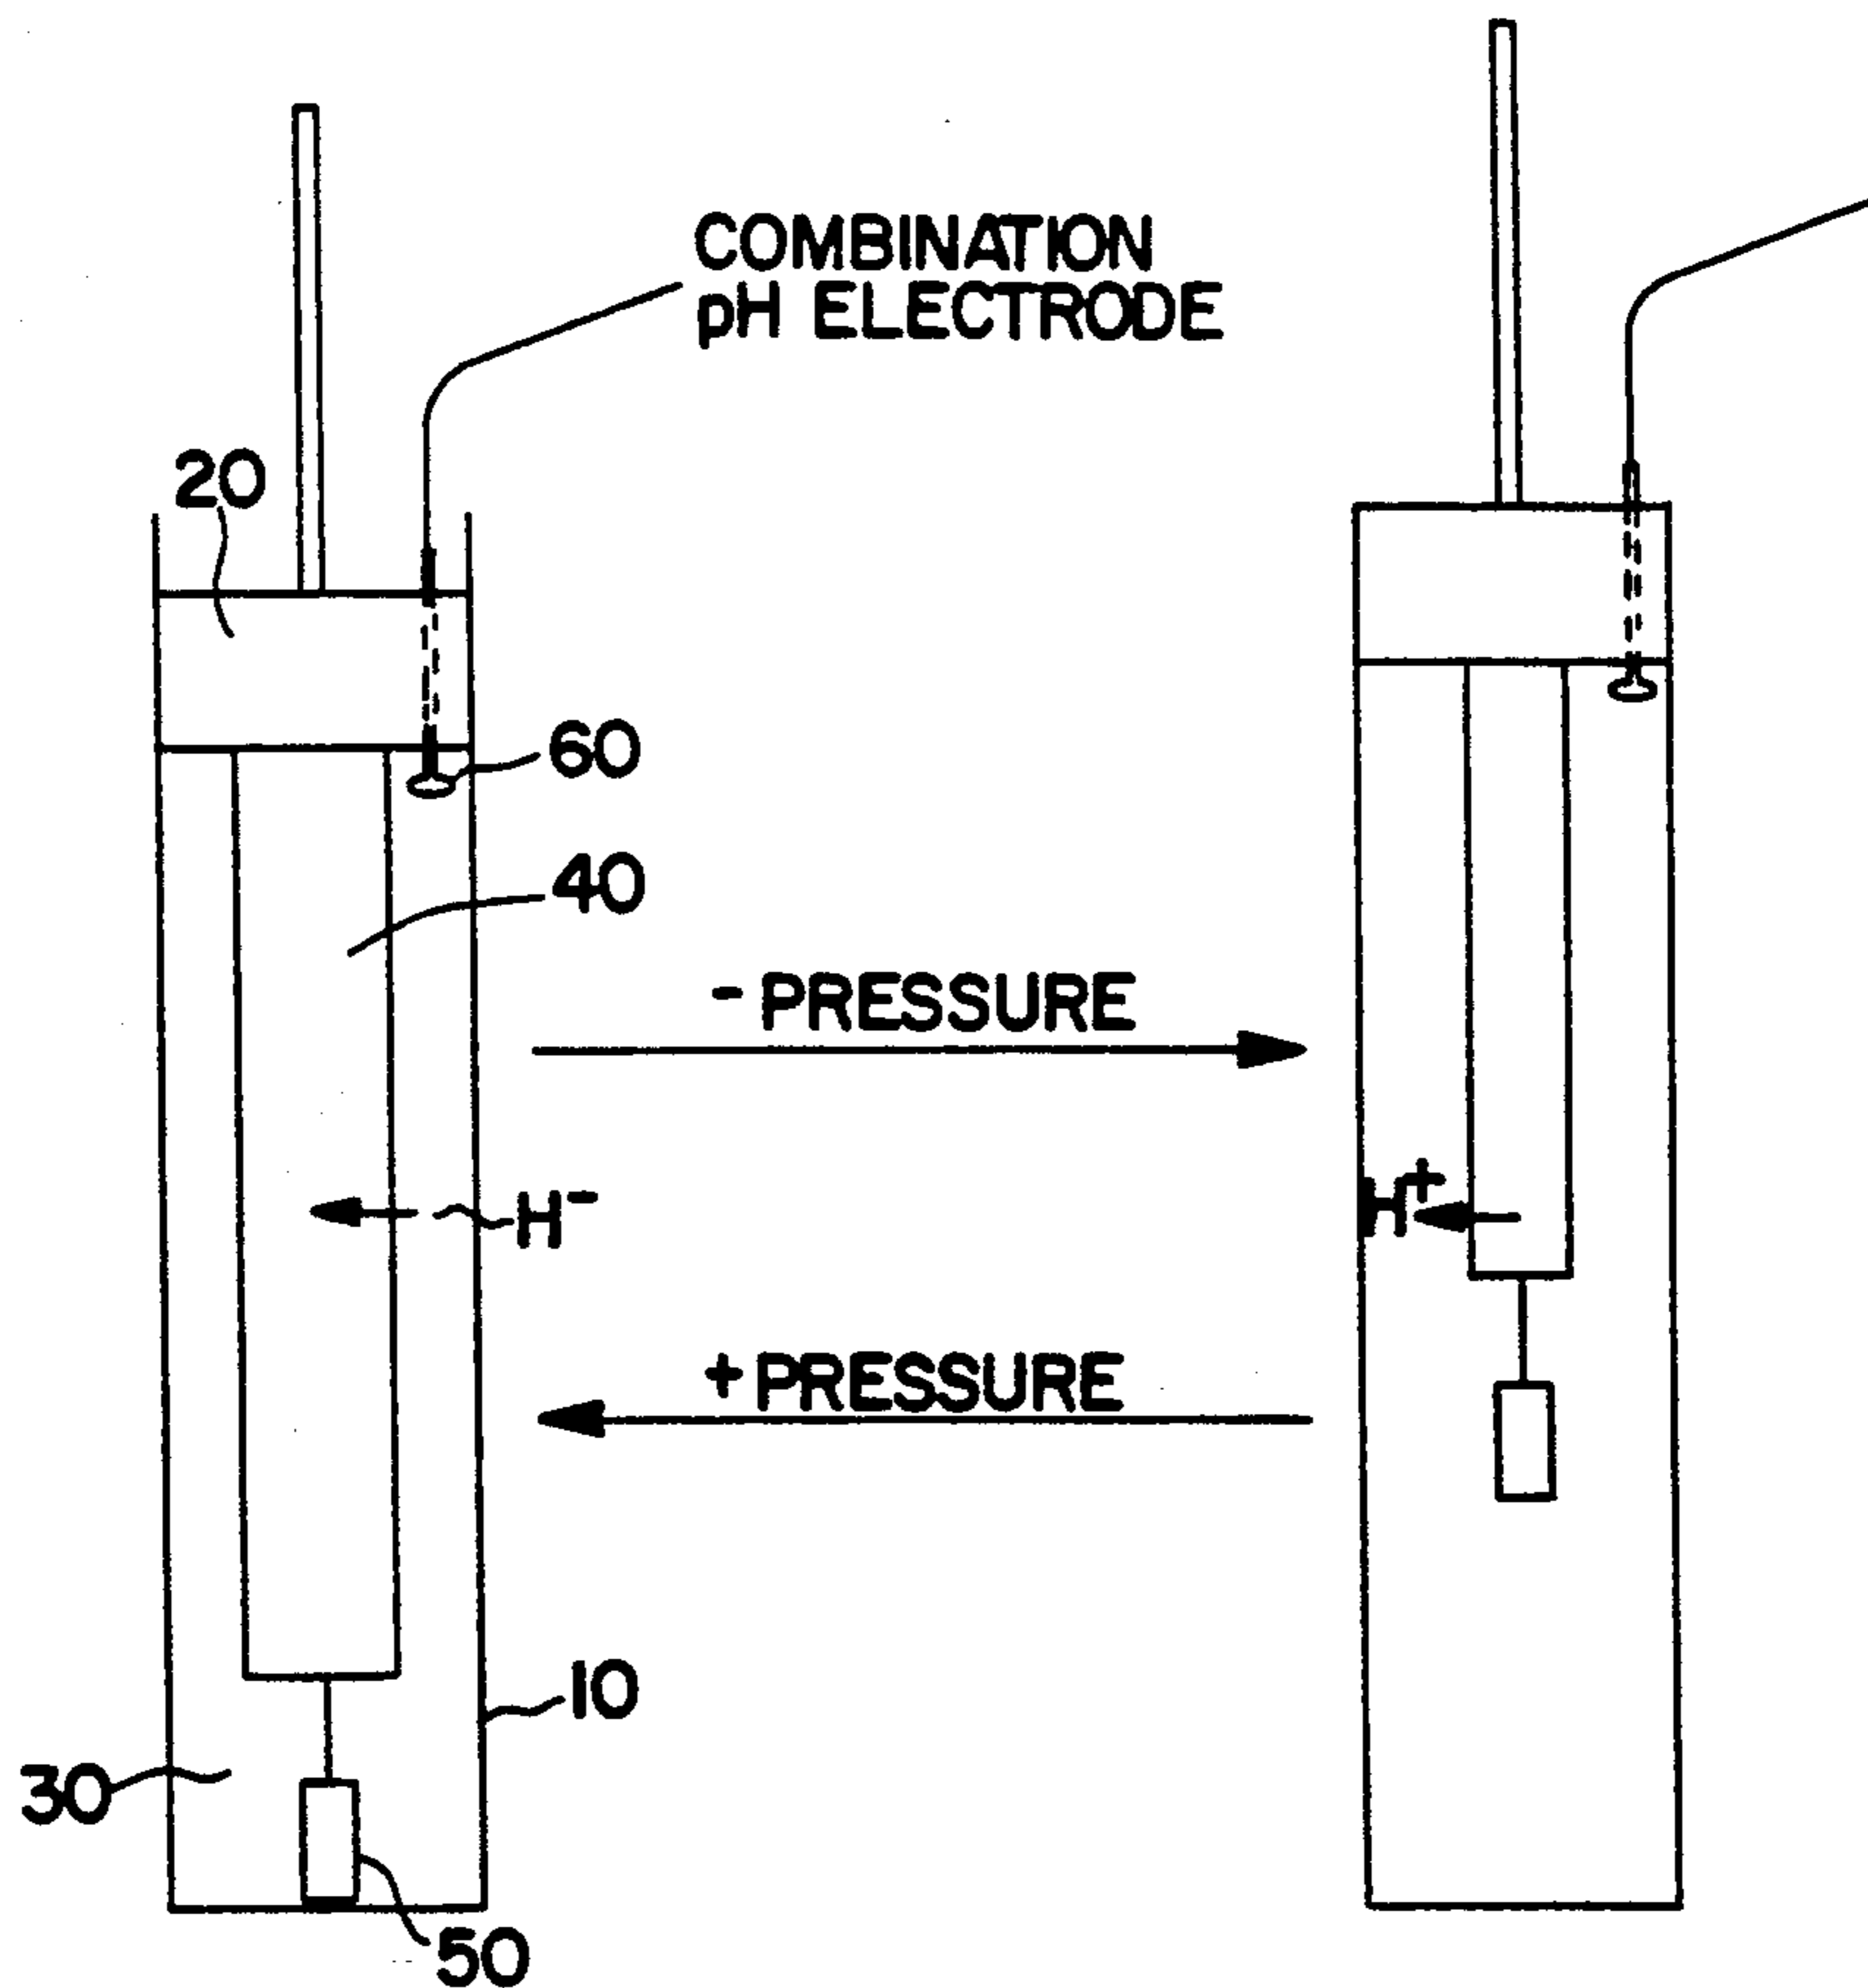 COMBINATION
pH ELECTRODE
20
60
40
- PRESSURE
H⁻
H⁺
+ PRESSURE
10
30
50